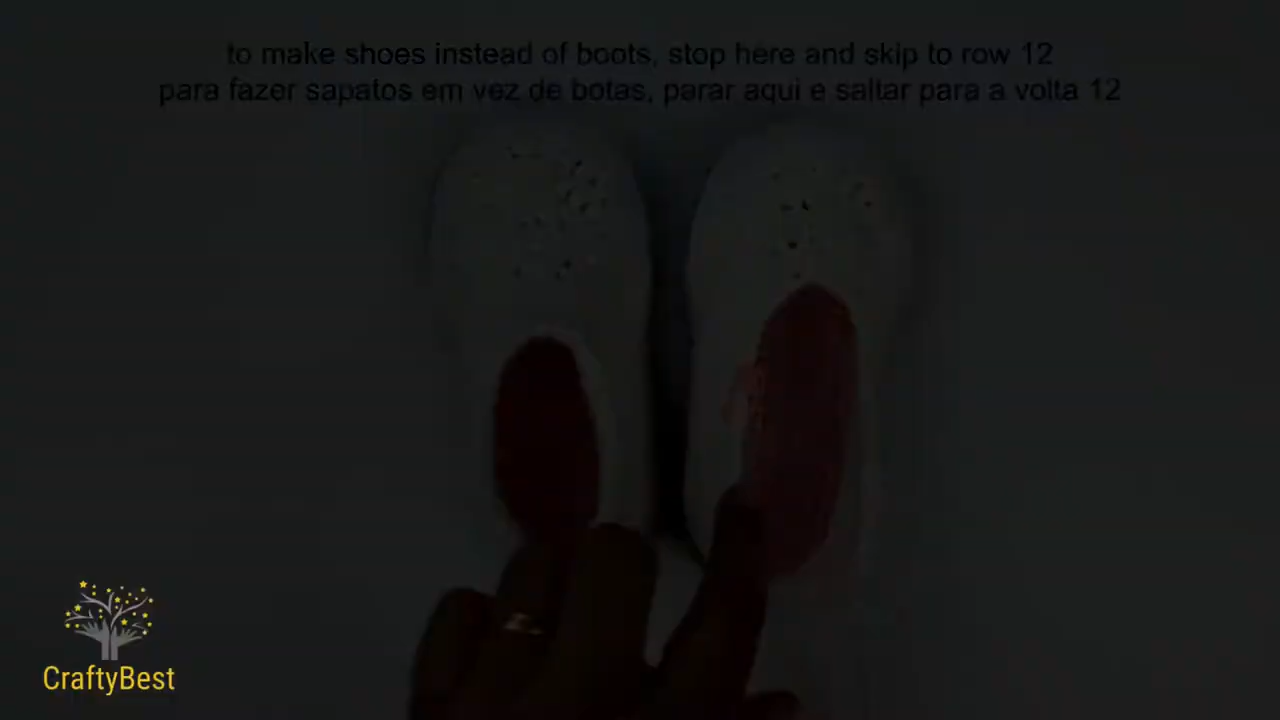 to make shoes instead of boots, stop here and skip to row 12
para fazer sapatos em vez de botas, parar aqui e saltar para a volta 12
CraftyBest